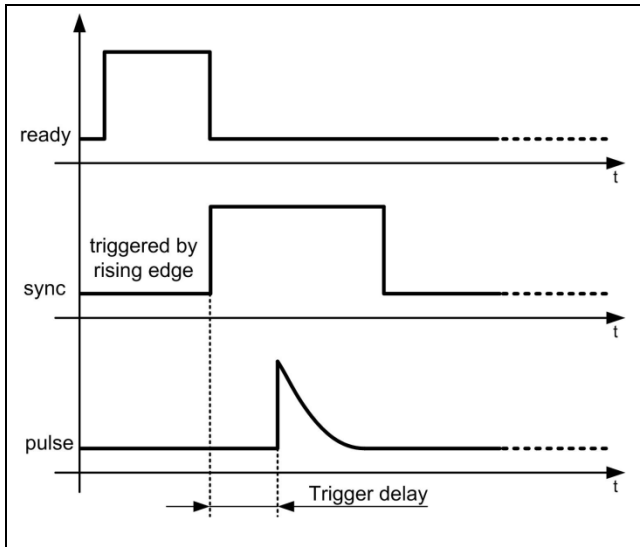 ready
t
triggered by
rising edge
sync
t
pulse
t
Trigger delay